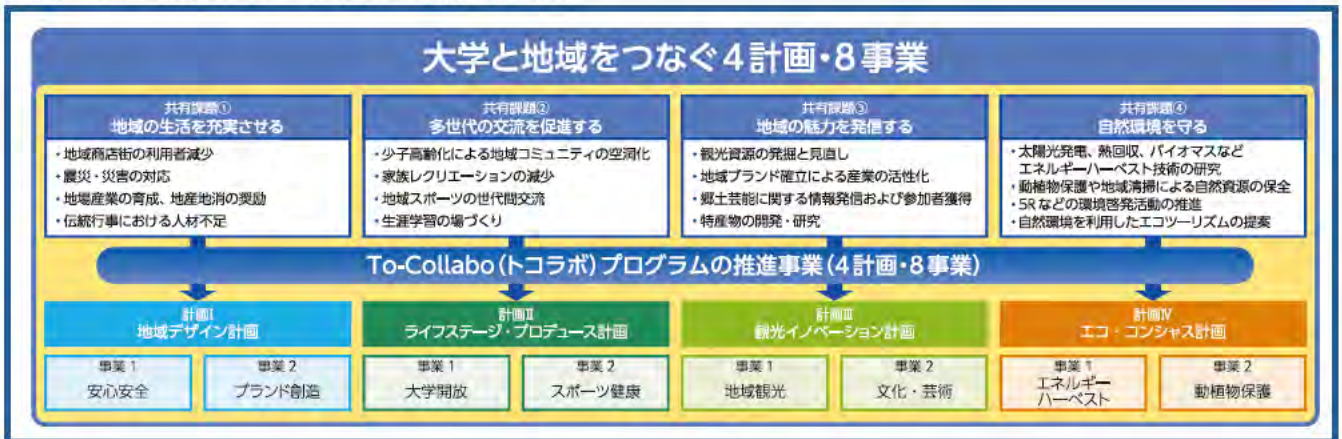 大学と地域をつなぐ4計画・8事業
共有課題①
地域の生活を充実させる
・地域商店街の利用者減少
・震災・災害の対応
・地場産業の育成、地産地消の奨励
・伝統行事における人材不足
共有課題②
多世代の交流を促進する
・少子高齢化による地域コミュニティの空洞化
・家族レクリエーションの減少
・地域スポーツの世代間交流
・生涯学習の場づくり
共有課題③
地域の魅力を発信する
・観光資源の発掘と見直し
・地域ブランド確立による産業の活性化
・郷土芸能に関する情報発信および参加者獲得
・特産物の開発・研究
共有課題④
自然環境を守る
・太陽光発電、熱回収、バイオマスなど
エネルギーハーベスト技術の研究
・動植物保護や地域清掃による自然資源の保全
・5Rなどの環境啓発活動の推進
・自然環境を利用したエコツーリズムの提案
To-Collabo(トコラボ)プログラムの推進事業(4計画・8事業)
計画Ⅰ
地域デザイン計画
事業1
安心安全
事業2
ブランド創造
計画Ⅱ
ライフステージ・プロデュース計画
事業1
大学開放
事業2
スポーツ健康
計画Ⅲ
観光イノベーション計画
事業1
地域観光
事業2
文化・芸術
計画Ⅳ
エコ・コンシャス計画
事業1
エネルギー
ハーベスト
事業2
動植物保護